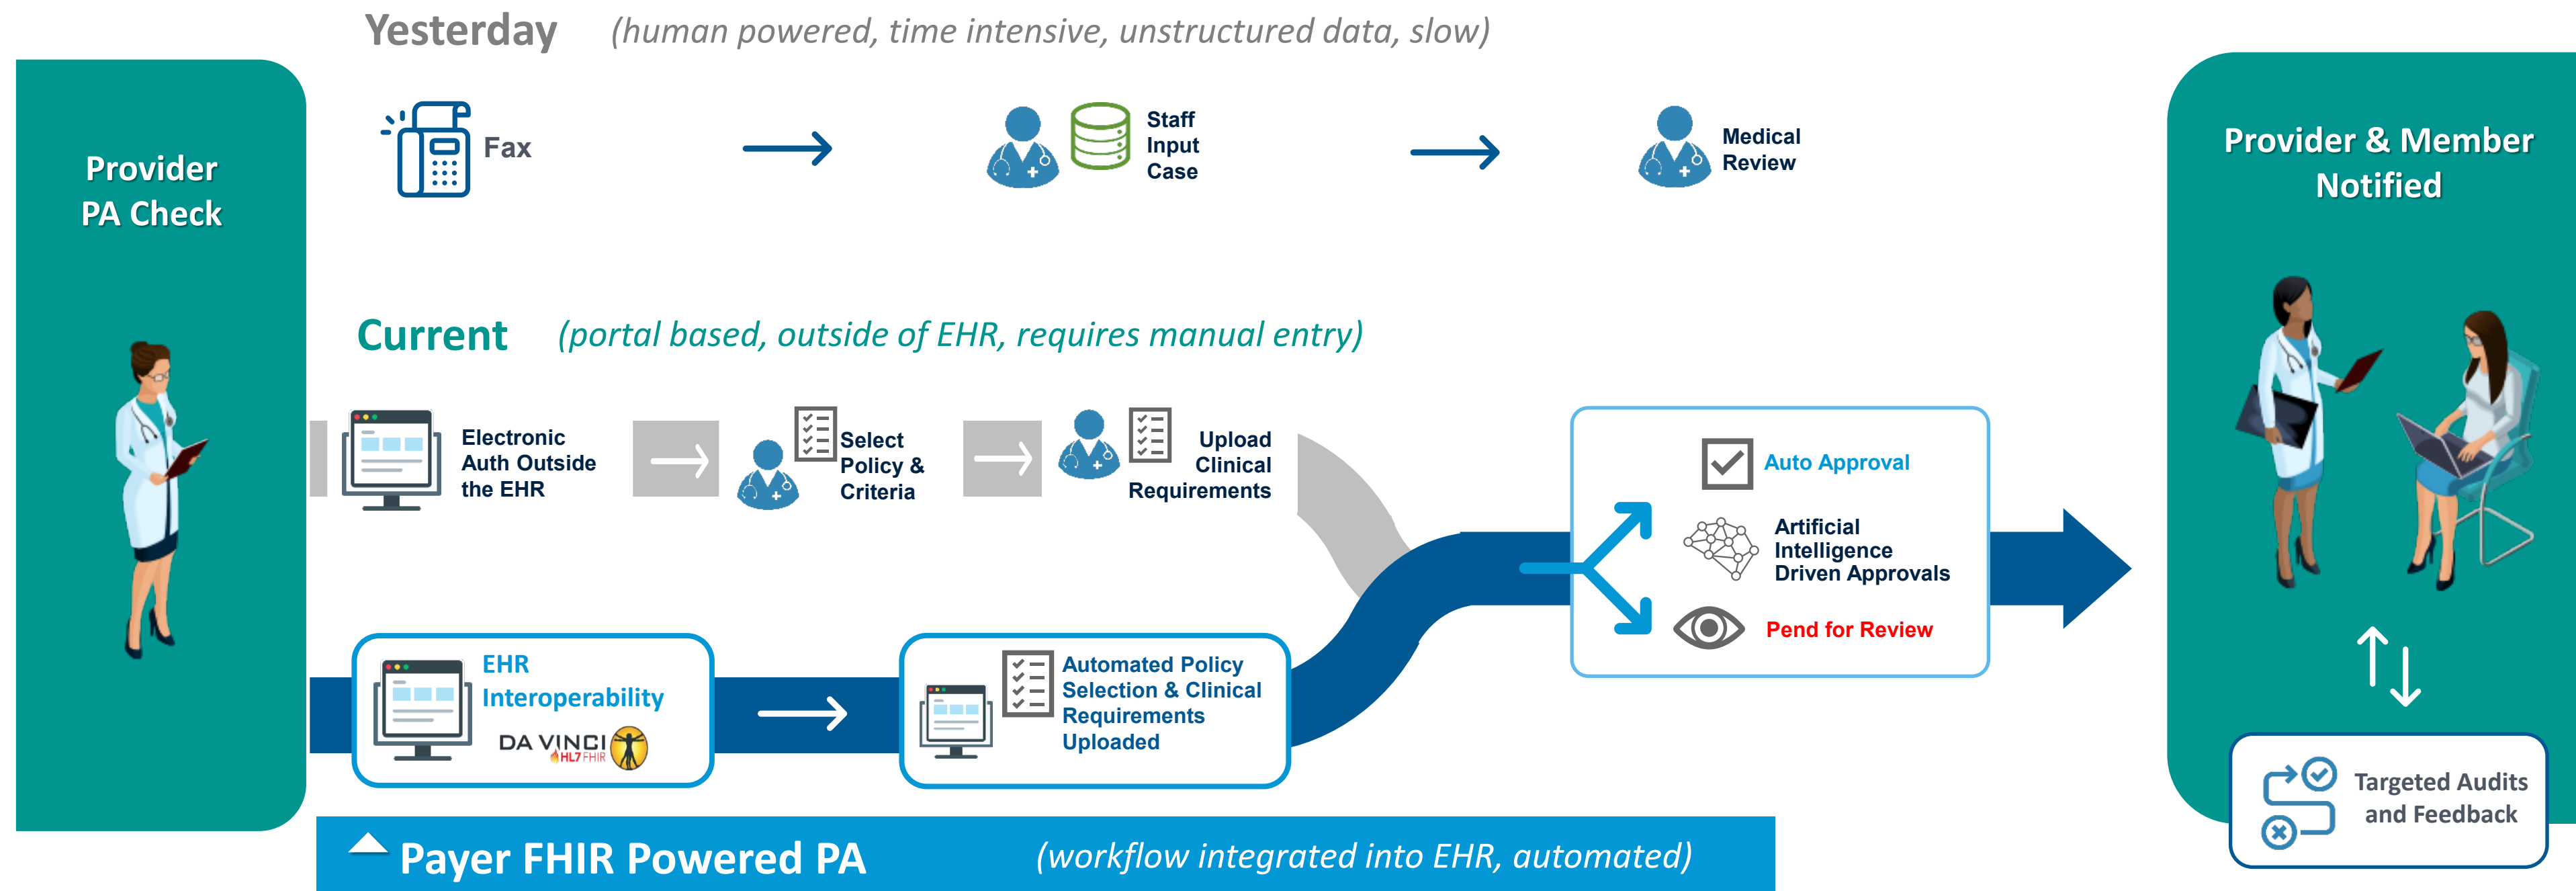 Yesterday (human powered, time intensive, unstructured data, slow)
Provider
PA Check
Fax
Staff
Input
Case
Medical
Review
Provider & Member
Notified
Current (portal based, outside of EHR, requires manual entry)
Electronic
Auth Outside
the EHR
Select
Policy &
Criteria
Upload
Clinical
Requirements
Auto Approval
Artificial
Intelligence
Driven Approvals
Pend for Review
EHR
Interoperability
DA VINCI
HL7 FHIR
Automated Policy
Selection & Clinical
Requirements
Uploaded
Targeted Audits
and Feedback
Payer FHIR Powered PA (workflow integrated into EHR, automated)